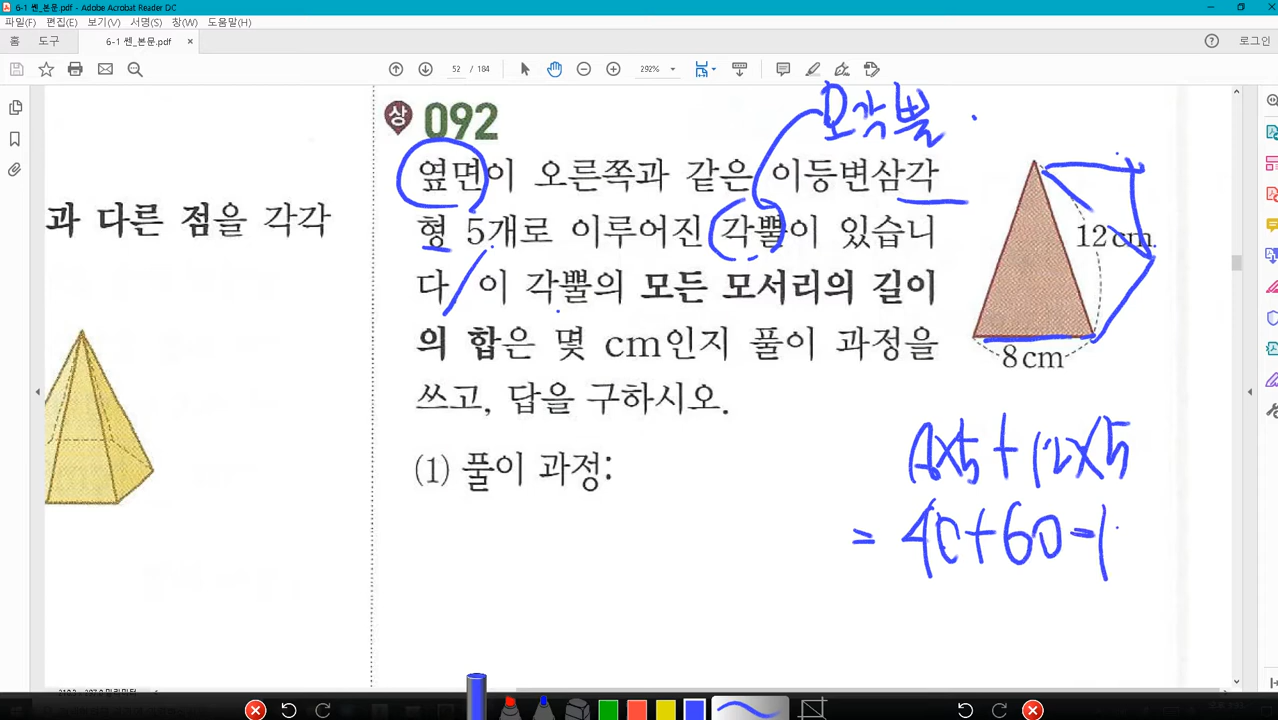 6-1 쎈_본문.pdf - Adobe Acrobat Reader DC
파일(F) 편집(E) 보기(V) 서명(S) 창(W) 도움말(H)
홈 도구 6-1 쎈_본문.pdf × 로그인
52 / 184 292%
상 092
오각뿔
옆면이 오른쪽과 같은 이등변삼각
형 5개로 이루어진 각뿔이 있습니
다. 이 각뿔의 모든 모서리의 길이
의 합은 몇 cm인지 풀이 과정을
쓰고, 답을 구하시오.
(1) 풀이 과정:
12 cm
8 cm
과 다른 점을 각각
8×5+12×5
= 40+60=1